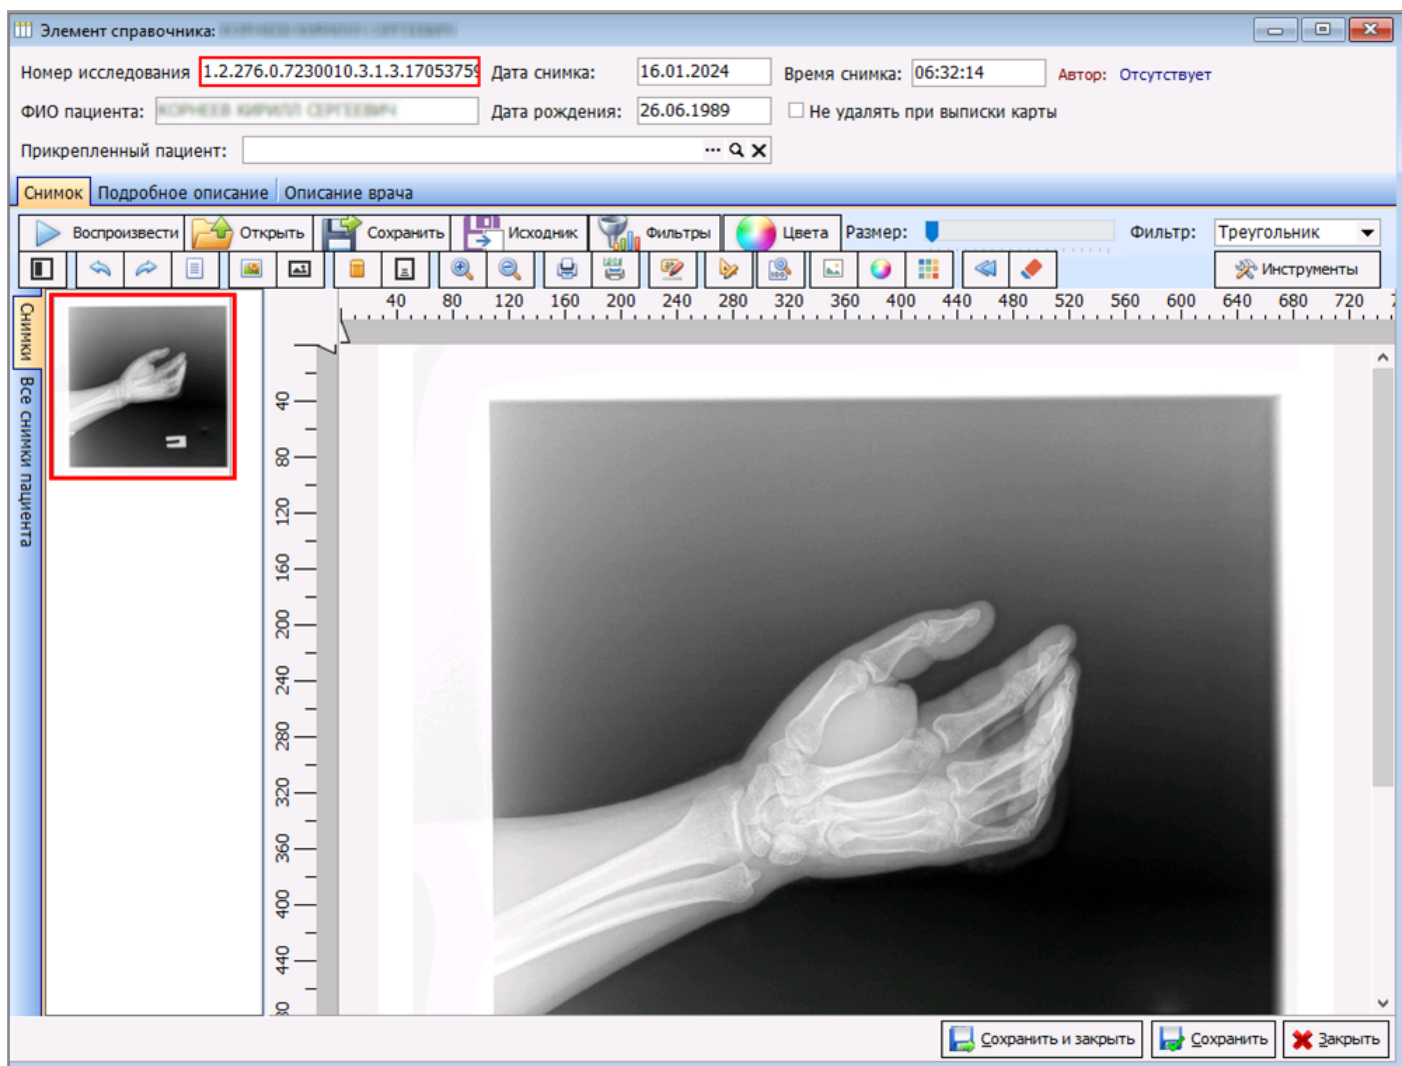 Элемент справочника:
Номер исследования 1.2.276.0.7230010.3.1.3.17053759 Дата снимка: 16.01.2024 Время снимка: 06:32:14 Автор: Отсутствует
ФИО пациента: Дата рождения: 26.06.1989 Не удалять при выписки карты
Прикрепленный пациент: ...
Снимок Подробное описание Описание врача
Воспроизвести Открыть Сохранить Исходник Фильтры Цвета Размер: Фильтр: Треугольник
Инструменты
40 80 120 160 200 240 280 320 360 400 440 480 520 560 600 640 680 720
Снимки
Все снимки пациента
40
80
120
160
200
240
280
320
360
400
440
Сохранить и закрыть Сохранить Закрыть